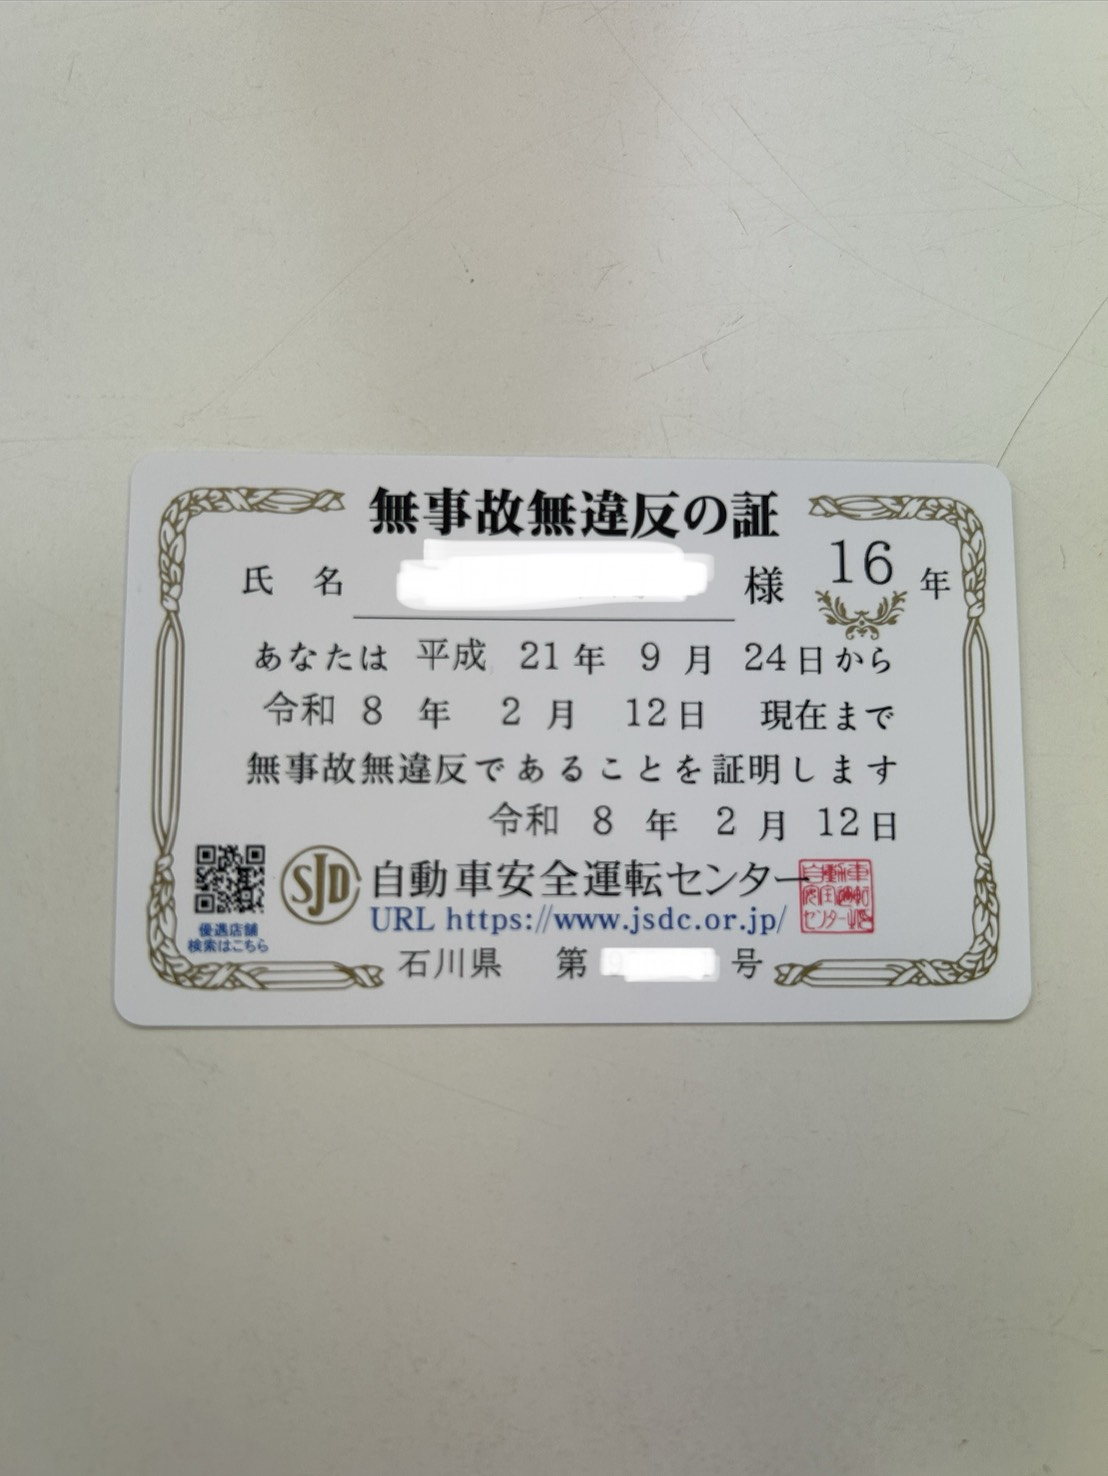 無事故無違反の証
氏 名 様 16 年
あなたは 平成 21 年 9 月 24 日から
令和 8 年 2 月 12 日 現在まで
無事故無違反であることを証明します
令和 8 年 2 月 12 日
SJD 自動車安全運転センター
URL https://www.jsdc.or.jp/
優遇店舗
検索はこちら
石川県 第 号